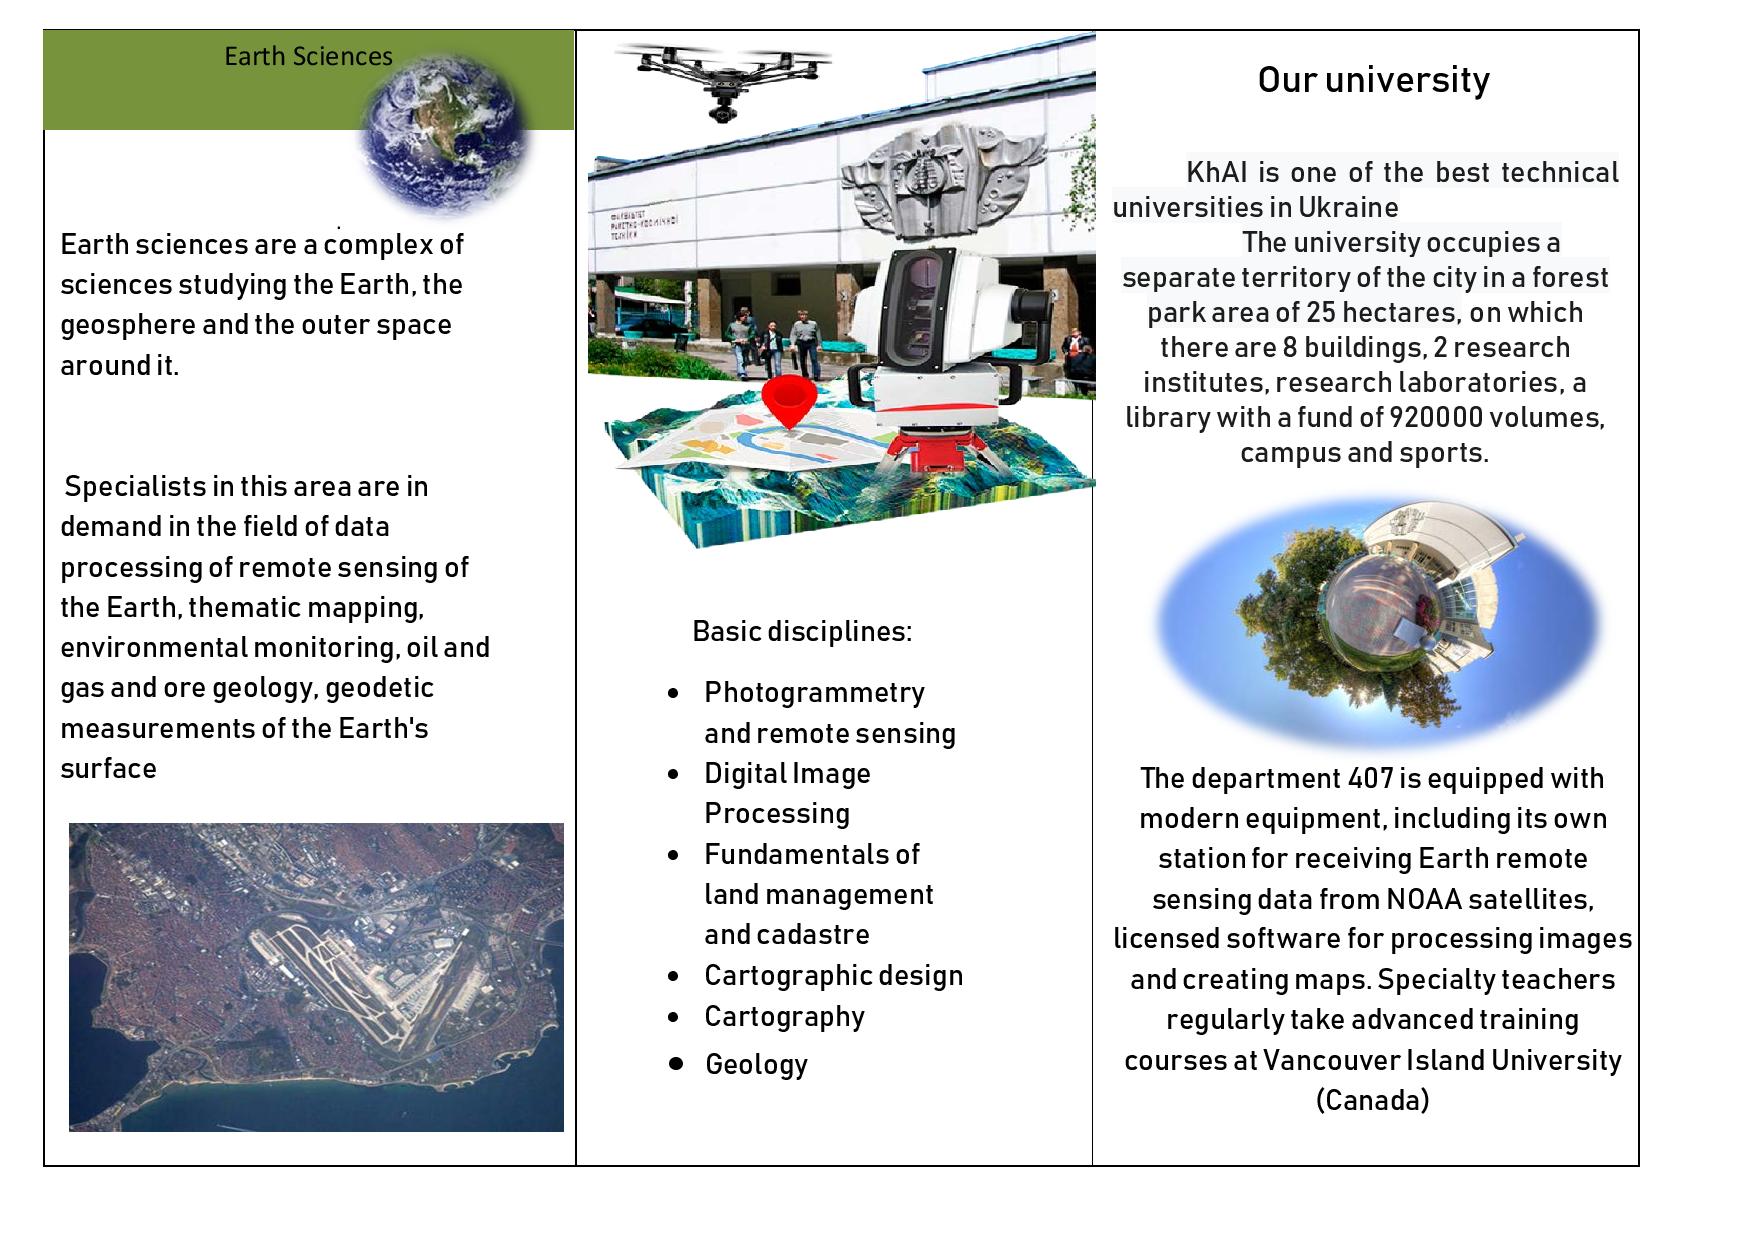 Earth Sciences
.
Earth sciences are a complex of
sciences studying the Earth, the
geosphere and the outer space
around it.
Specialists in this area are in
demand in the field of data
processing of remote sensing of
the Earth, thematic mapping,
environmental monitoring, oil and
gas and ore geology, geodetic
measurements of the Earth's
surface
ФАКУЛЬТЕТ
РАКЕТНО-КОСМІЧНОЇ
ТЕХНІКИ
Basic disciplines:
• Photogrammetry
and remote sensing
• Digital Image
Processing
• Fundamentals of
land management
and cadastre
• Cartographic design
• Cartography
• Geology
Our university
KhAI is one of the best technical
universities in Ukraine
The university occupies a
separate territory of the city in a forest
park area of 25 hectares, on which
there are 8 buildings, 2 research
institutes, research laboratories, a
library with a fund of 920000 volumes,
campus and sports.
The department 407 is equipped with
modern equipment, including its own
station for receiving Earth remote
sensing data from NOAA satellites,
licensed software for processing images
and creating maps. Specialty teachers
regularly take advanced training
courses at Vancouver Island University
(Canada)